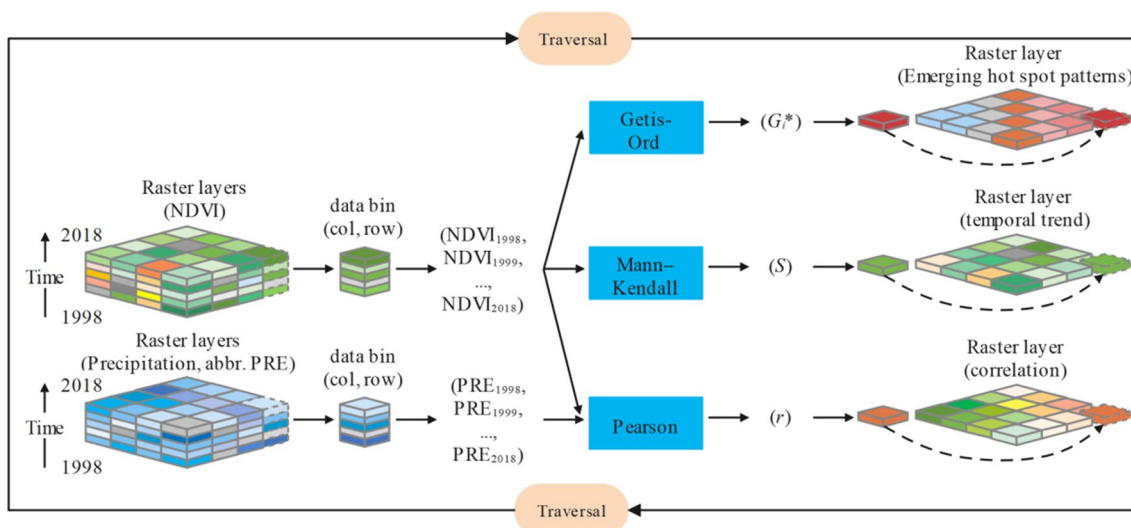 Traversal
Raster layer
(Emerging hot spot patterns)
Getis-
Ord
(Gᵢ*)
Raster layers
(NDVI)
2018
Time
1998
data bin
(col, row)
(NDVI₁₉₉₈,
NDVI₁₉₉₉,
...,
NDVI₂₀₁₈)
Mann–
Kendall
(S)
Raster layer
(temporal trend)
Raster layers
(Precipitation, abbr. PRE)
2018
Time
1998
data bin
(col, row)
(PRE₁₉₉₈,
PRE₁₉₉₉,
...,
PRE₂₀₁₈)
Pearson
(r)
Raster layer
(correlation)
Traversal